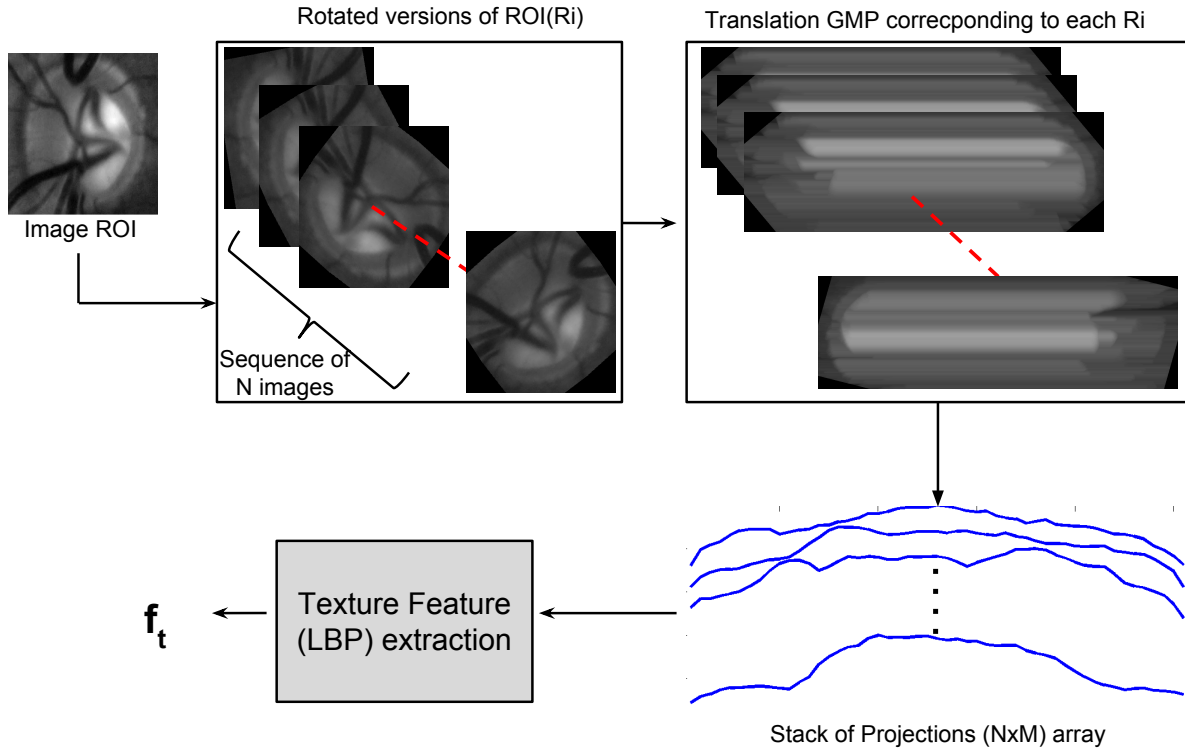 Rotated versions of ROI(Ri)
Translation GMP correcponding to each Ri
Image ROI
Sequence of
N images
Texture Feature
(LBP) extraction
f_t
Stack of Projections (NxM) array